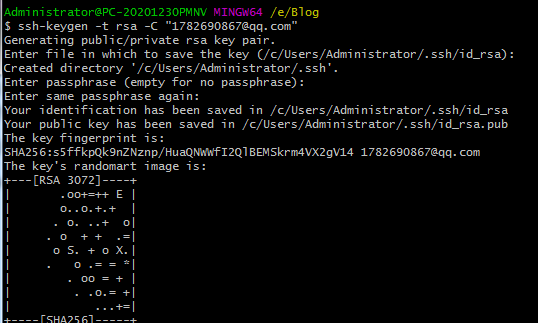 Administrator@PC-20201230PMNV MINGW64 /e/Blog
$ ssh-keygen -t rsa -C "1782690867@qq.com"
Generating public/private rsa key pair.
Enter file in which to save the key (/c/Users/Administrator/.ssh/id_rsa):
Created directory '/c/Users/Administrator/.ssh'.
Enter passphrase (empty for no passphrase):
Enter same passphrase again:
Your identification has been saved in /c/Users/Administrator/.ssh/id_rsa
Your public key has been saved in /c/Users/Administrator/.ssh/id_rsa.pub
The key fingerprint is:
SHA256:s5ffkpQk9nZNznp/HuaQNWWfI2QlBEMSkrm4VX2gV14 1782690867@qq.com
The key's randomart image is:
+---[RSA 3072]----+
|       .oo+=++ E |
|       o..o.+.+  |
|      . o. ..+  o|
|     . o  + +  .=|
|      o S. + o X.|
|     .   o .= = *|
|       . oo = + |
|        . .o.= +|
|           ...+=|
+----[SHA256]-----+